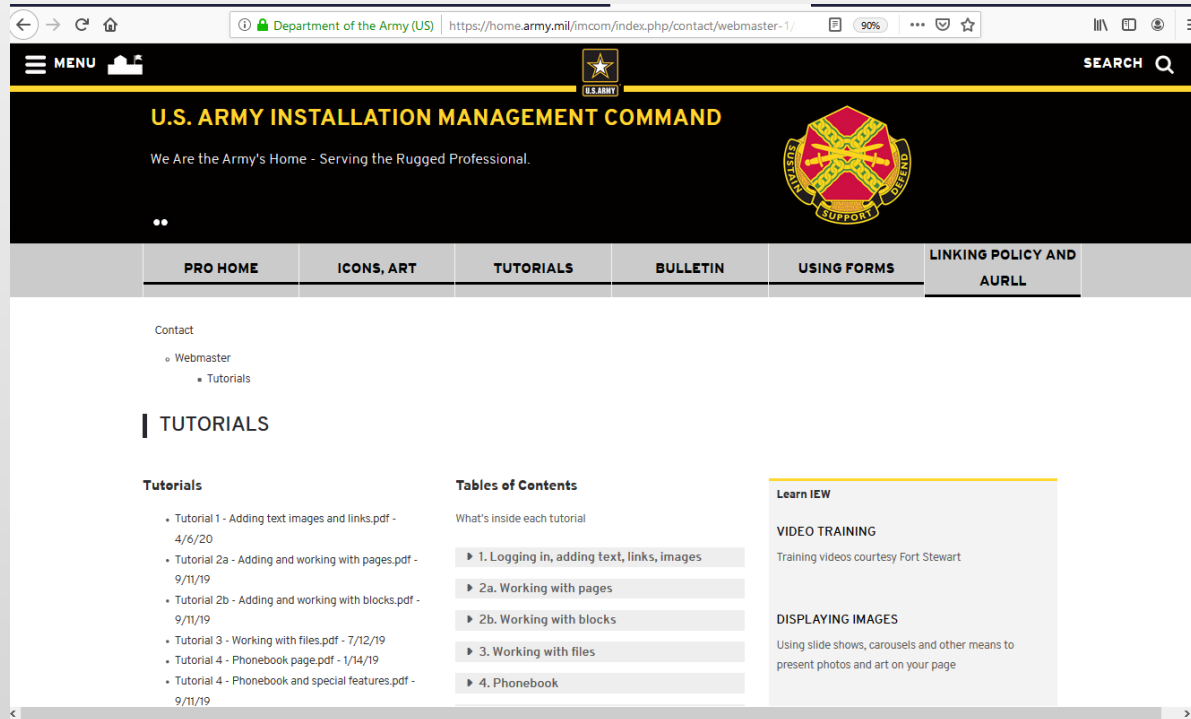 Department of the Army (US) https://home.army.mil/imcom/index.php/contact/webmaster-1/ 90%
MENU
SEARCH
U.S.ARMY
U.S. ARMY INSTALLATION MANAGEMENT COMMAND
We Are the Army's Home - Serving the Rugged Professional.
SUSTAIN
SUPPORT
DEFEND
PRO HOME
ICONS, ART
TUTORIALS
BULLETIN
USING FORMS
LINKING POLICY AND
AURLL
Contact
Webmaster
Tutorials
TUTORIALS
Tutorials
Tutorial 1 - Adding text images and links.pdf -
4/6/20
Tutorial 2a - Adding and working with pages.pdf -
9/11/19
Tutorial 2b - Adding and working with blocks.pdf -
9/11/19
Tutorial 3 - Working with files.pdf - 7/12/19
Tutorial 4 - Phonebook page.pdf - 1/14/19
Tutorial 4 - Phonebook and special features.pdf -
9/11/19
Tables of Contents
What's inside each tutorial
1. Logging in, adding text, links, images
2a. Working with pages
2b. Working with blocks
3. Working with files
4. Phonebook
Learn IEW
VIDEO TRAINING
Training videos courtesy Fort Stewart
DISPLAYING IMAGES
Using slide shows, carousels and other means to
present photos and art on your page